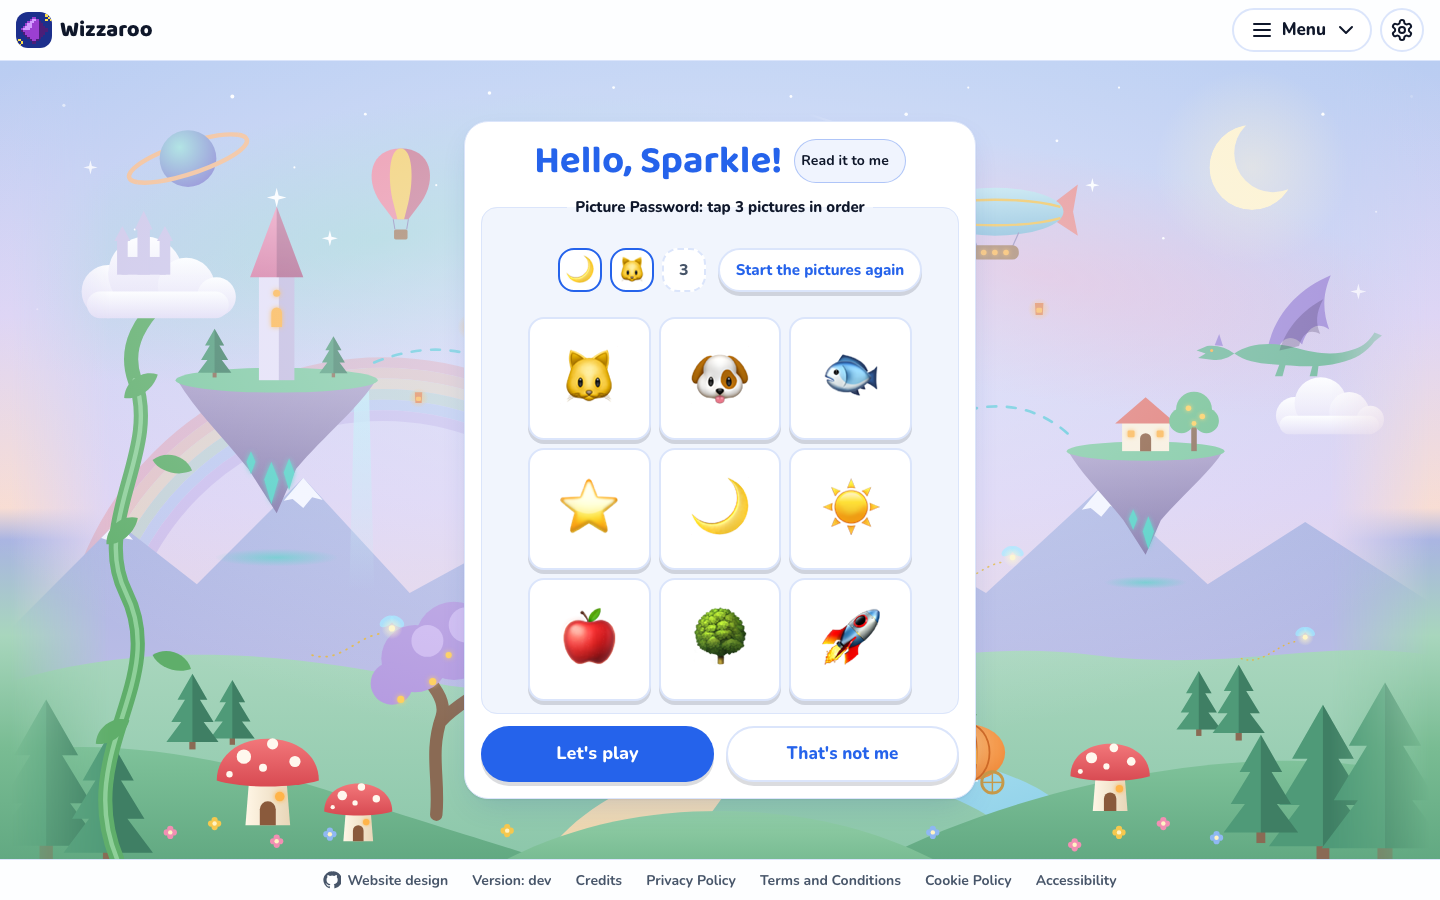 Wizzaroo
Menu
Hello, Sparkle!
Read it to me
Picture Password: tap 3 pictures in order
3
Start the pictures again
Let's play
That's not me
Website design
Version: dev
Credits
Privacy Policy
Terms and Conditions
Cookie Policy
Accessibility